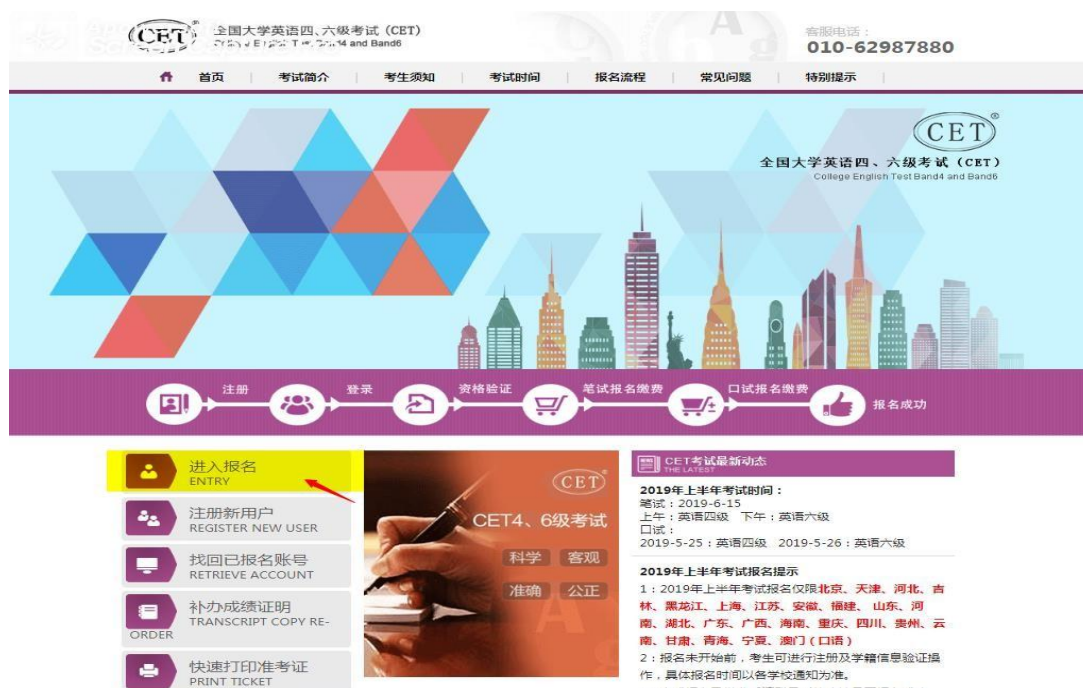 CET
全国大学英语四、六级考试（CET）
and Band6
客服电话：
010-62987880
首页 考试简介 考生须知 考试时间 报名流程 常见问题 特别提示
CET
全国大学英语四、六级考试（CET）
College English Test Band4 and Band6
注册 登录 资格验证 笔试报名缴费 口试报名缴费 报名成功
进入报名
ENTRY
注册新用户
REGISTER NEW USER
找回已报名账号
RETRIEVE ACCOUNT
补办成绩证明
TRANSCRIPT COPY RE-
ORDER
快速打印准考证
PRINT TICKET
CET
CET4、6级考试
科学 客观
准确 公正
CET考试最新动态
THE LATEST
2019年上半年考试时间：
笔试：2019-6-15
上午：英语四级 下午：英语六级
口试：
2019-5-25：英语四级 2019-5-26：英语六级
2019年上半年考试报名提示
1：2019年上半年考试报名仅限北京、天津、河北、吉
林、黑龙江、上海、江苏、安徽、福建、 山东、河
南、湖北、广东、广西、海南、重庆、四川、贵州、云
南、甘肃、青海、宁夏、澳门（口语）
2：报名未开始前，考生可进行注册及学籍信息验证操
作，具体报名时间以各学校通知为准。